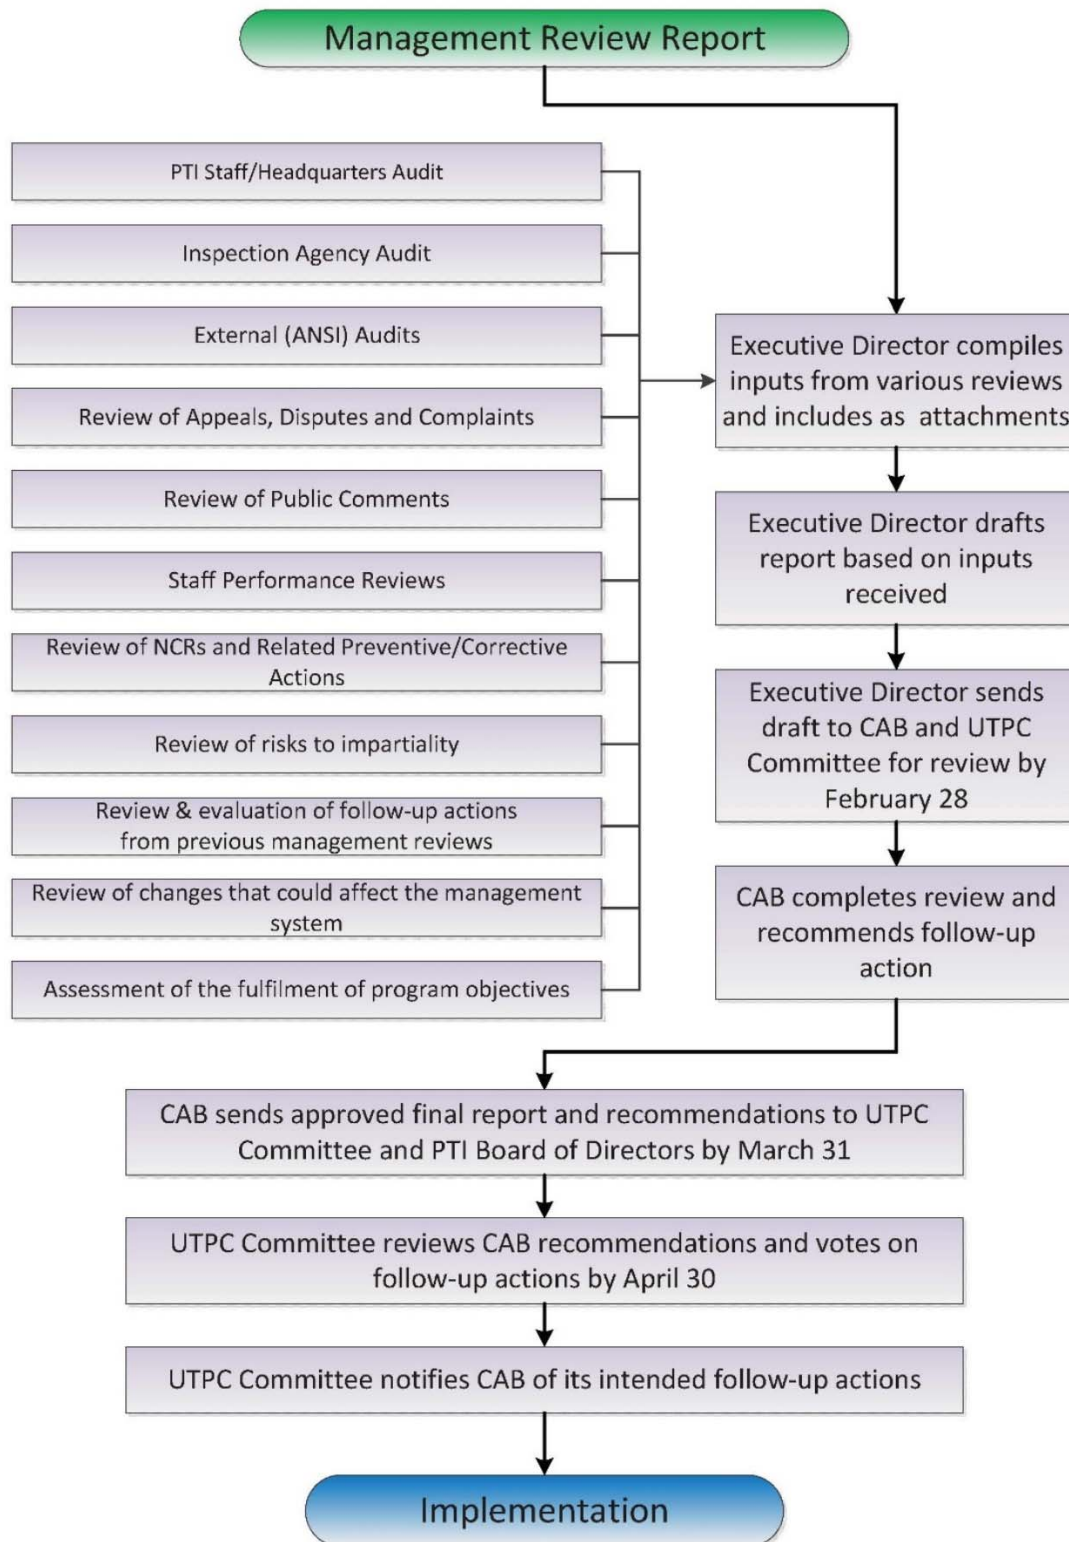 Management Review Report
PTI Staff/Headquarters Audit
Inspection Agency Audit
External (ANSI) Audits
Review of Appeals, Disputes and Complaints
Review of Public Comments
Staff Performance Reviews
Review of NCRs and Related Preventive/Corrective
Actions
Review of risks to impartiality
Review & evaluation of follow-up actions
from previous management reviews
Review of changes that could affect the management
system
Assessment of the fulfilment of program objectives
Executive Director compiles
inputs from various reviews
and includes as attachments
Executive Director drafts
report based on inputs
received
Executive Director sends
draft to CAB and UTPC
Committee for review by
February 28
CAB completes review and
recommends follow-up
action
CAB sends approved final report and recommendations to UTPC
Committee and PTI Board of Directors by March 31
UTPC Committee reviews CAB recommendations and votes on
follow-up actions by April 30
UTPC Committee notifies CAB of its intended follow-up actions
Implementation